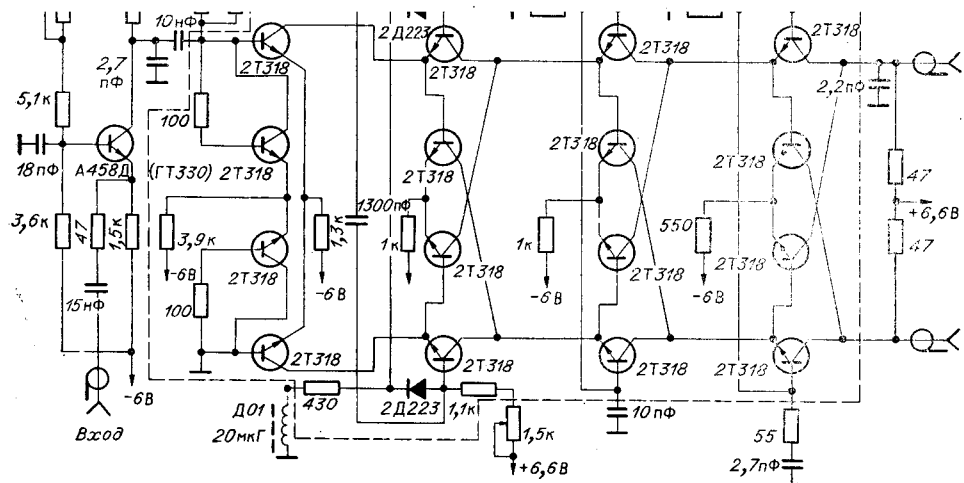 10нФ
2Д223
2Т318
2Т318
2Т318
2,7
пФ
2Т318
2,2пФ
5,1к
100
18пФ
А458Д
(ГТ330)
2Т318
2Т318
2Т318
2Т318
47
+6,6В
3,6к
47
1,5к
3,9к
1,3к
1300пФ
1к
1к
550
47
-6В
2Т318
-6В
2Т318
-6В
2Т318
-6В
2Т318
-6В
15нФ
100
2Т318
2Т318
2Т318
2Т318
-6В
430
2Д223
1,1к
10пФ
Вход
Д01
20мкГ
1,5к
+6,6В
55
2,7пФ